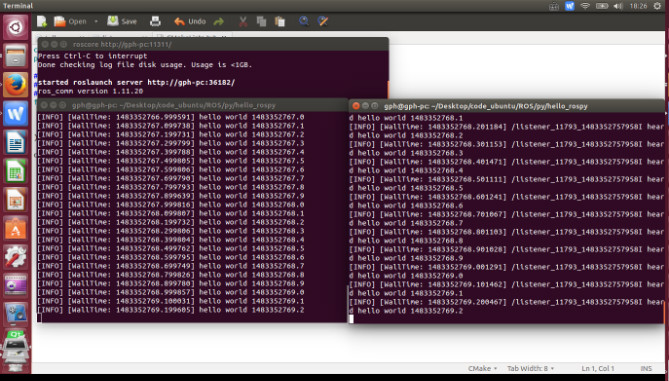 Terminal
18:26
Open
Save
Undo
roscore http://gph-pc:11311/
Press Ctrl-C to interrupt
Done checking log file disk usage. Usage is <1GB.
started roslaunch server http://gph-pc:36182/
ros_comm version 1.11.20
gph@gph-pc: ~/Desktop/code_ubuntu/ROS/py/hello_rospy
[INFO] [WallTime: 1483352766.999591] hello world 1483352767.0
[INFO] [WallTime: 1483352767.099738] hello world 1483352767.1
[INFO] [WallTime: 1483352767.199731] hello world 1483352767.2
[INFO] [WallTime: 1483352767.299799] hello world 1483352767.3
[INFO] [WallTime: 1483352767.399788] hello world 1483352767.4
[INFO] [WallTime: 1483352767.499805] hello world 1483352767.5
[INFO] [WallTime: 1483352767.599806] hello world 1483352767.6
[INFO] [WallTime: 1483352767.699790] hello world 1483352767.7
[INFO] [WallTime: 1483352767.799793] hello world 1483352767.8
[INFO] [WallTime: 1483352767.899639] hello world 1483352767.9
[INFO] [WallTime: 1483352767.999816] hello world 1483352768.0
[INFO] [WallTime: 1483352768.099807] hello world 1483352768.1
[INFO] [WallTime: 1483352768.199732] hello world 1483352768.2
[INFO] [WallTime: 1483352768.299806] hello world 1483352768.3
[INFO] [WallTime: 1483352768.399804] hello world 1483352768.4
[INFO] [WallTime: 1483352768.499762] hello world 1483352768.5
[INFO] [WallTime: 1483352768.599795] hello world 1483352768.6
[INFO] [WallTime: 1483352768.699749] hello world 1483352768.7
[INFO] [WallTime: 1483352768.799826] hello world 1483352768.8
[INFO] [WallTime: 1483352768.899780] hello world 1483352768.9
[INFO] [WallTime: 1483352768.999857] hello world 1483352769.0
[INFO] [WallTime: 1483352769.100031] hello world 1483352769.1
[INFO] [WallTime: 1483352769.199605] hello world 1483352769.2
gph@gph-pc: ~/Desktop/code_ubuntu/ROS/py/hello_rospy
d hello world 1483352768.1
[INFO] [WallTime: 1483352768.201184] /listener_11793_1483352757958I hear
d hello world 1483352768.2
[INFO] [WallTime: 1483352768.301153] /listener_11793_1483352757958I hear
d hello world 1483352768.3
[INFO] [WallTime: 1483352768.401471] /listener_11793_1483352757958I hear
d hello world 1483352768.4
[INFO] [WallTime: 1483352768.501111] /listener_11793_1483352757958I hear
d hello world 1483352768.5
[INFO] [WallTime: 1483352768.601241] /listener_11793_1483352757958I hear
d hello world 1483352768.6
[INFO] [WallTime: 1483352768.701067] /listener_11793_1483352757958I hear
d hello world 1483352768.7
[INFO] [WallTime: 1483352768.801103] /listener_11793_1483352757958I hear
d hello world 1483352768.8
[INFO] [WallTime: 1483352768.901028] /listener_11793_1483352757958I hear
d hello world 1483352768.9
[INFO] [WallTime: 1483352769.001291] /listener_11793_1483352757958I hear
d hello world 1483352769.0
[INFO] [WallTime: 1483352769.101462] /listener_11793_1483352757958I hear
d hello world 1483352769.1
[INFO] [WallTime: 1483352769.200467] /listener_11793_1483352757958I hear
d hello world 1483352769.2
CMake Tab Width: 8 Ln 1, Col 1 INS